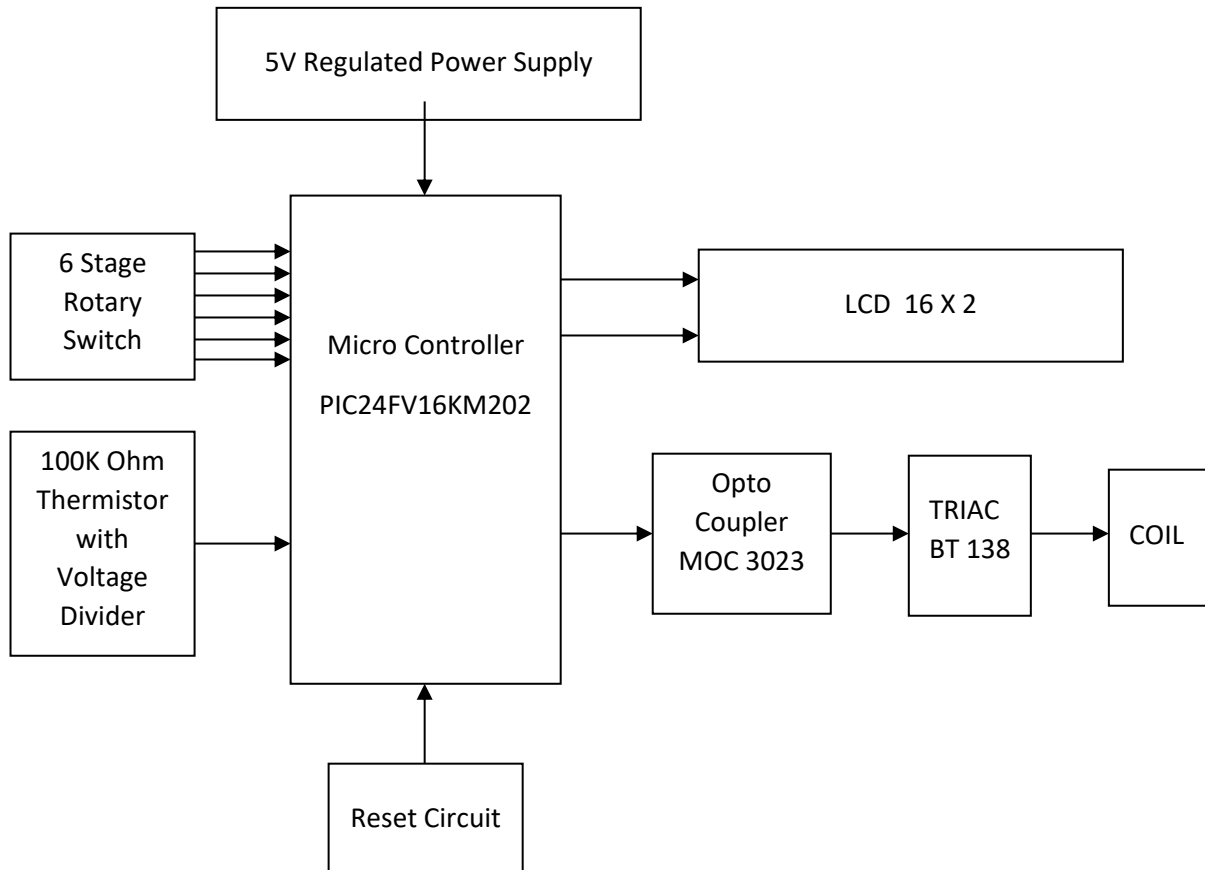 5V Regulated Power Supply
6 Stage
Rotary
Switch
Micro Controller
PIC24FV16KM202
LCD 16 X 2
100K Ohm
Thermistor
with
Voltage
Divider
Opto
Coupler
MOC 3023
TRIAC
BT 138
COIL
Reset Circuit